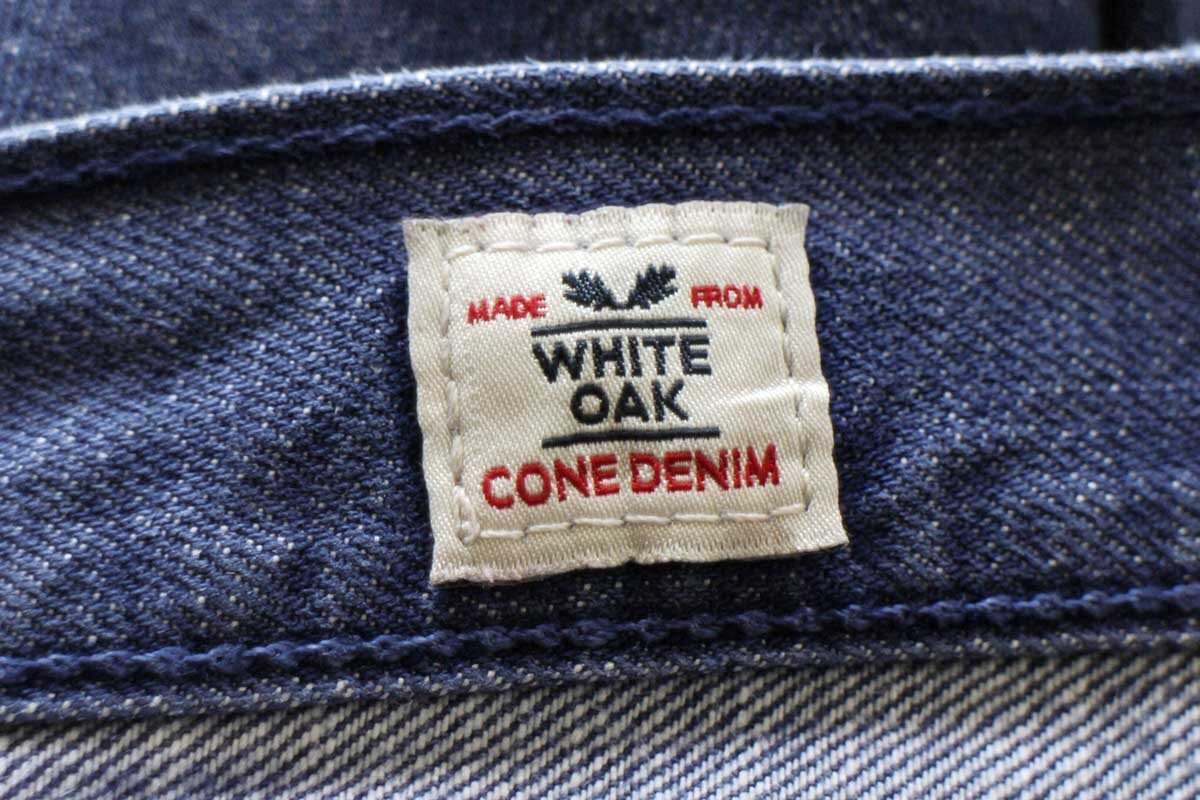 MADE FROM
WHITE
OAK
CONE DENIM